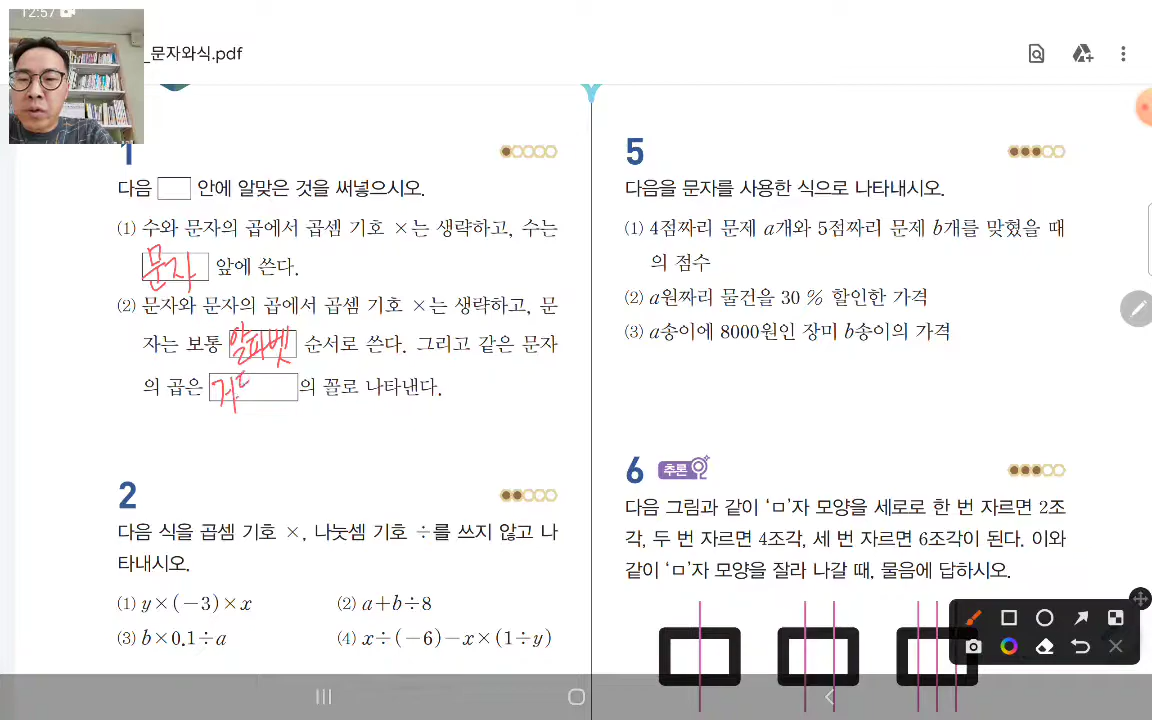 12:57
_문자와식.pdf
1
다음 안에 알맞은 것을 써넣으시오.
(1) 수와 문자의 곱에서 곱셈 기호 ×는 생략하고, 수는
문자 앞에 쓴다.
(2) 문자와 문자의 곱에서 곱셈 기호 ×는 생략하고, 문
자는 보통 알파벳 순서로 쓴다. 그리고 같은 문자
의 곱은 의 꼴로 나타낸다.
2
다음 식을 곱셈 기호 ×, 나눗셈 기호 ÷를 쓰지 않고 나
타내시오.
(1) y×(-3)×x (2) a+b÷8
(3) b×0.1÷a (4) x÷(-6)-x×(1÷y)
5
다음을 문자를 사용한 식으로 나타내시오.
(1) 4점짜리 문제 a개와 5점짜리 문제 b개를 맞혔을 때
의 점수
(2) a원짜리 물건을 30 % 할인한 가격
(3) a송이에 8000원인 장미 b송이의 가격
6 추론
다음 그림과 같이 ‘ㅁ’자 모양을 세로로 한 번 자르면 2조
각, 두 번 자르면 4조각, 세 번 자르면 6조각이 된다. 이와
같이 ‘ㅁ’자 모양을 잘라 나갈 때, 물음에 답하시오.